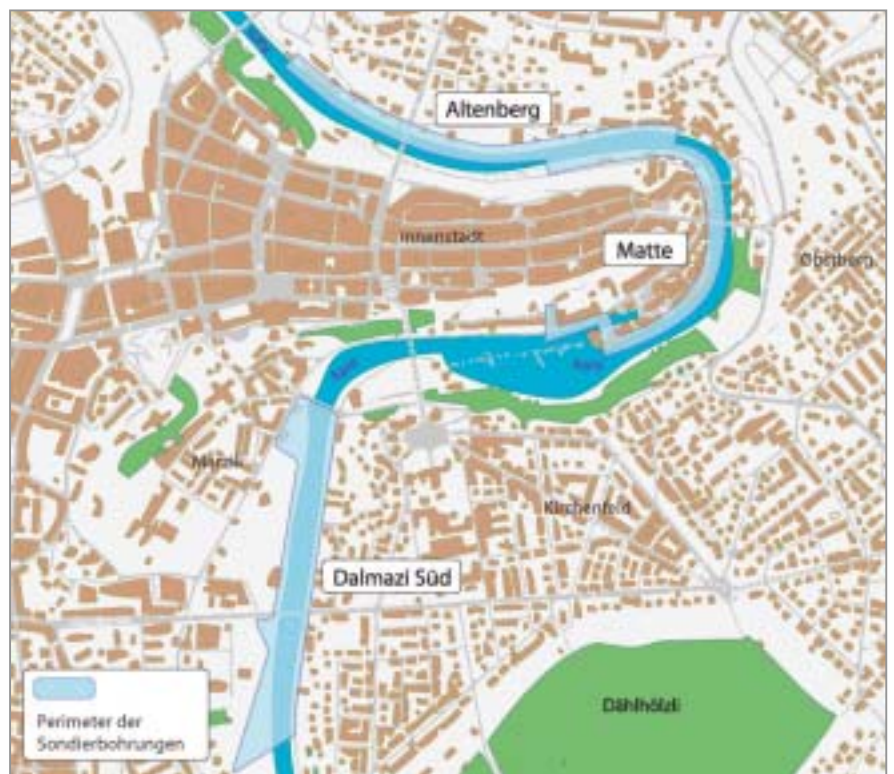 Altenberg
Innenstadt
Matte
Obstberg
Aare
Aare
Marzili
Kirchenfeld
Dalmazi Süd
Dählhölzli
Perimeter der
Sondierbohrungen